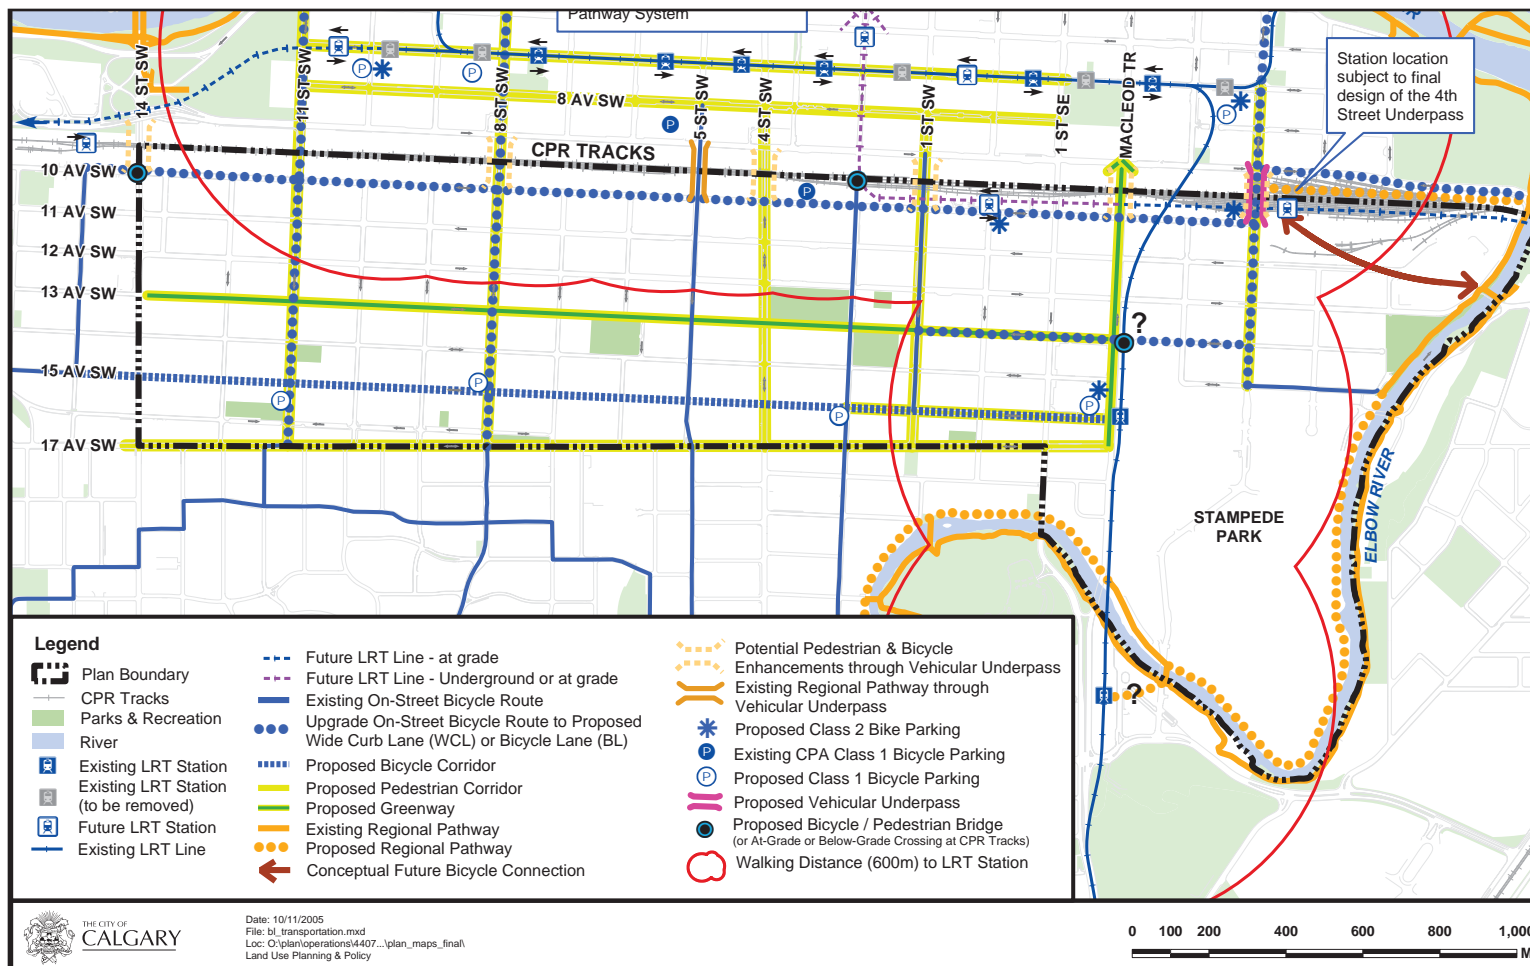 Pathway System
Station location
subject to final
design of the 4th
Street Underpass
14 ST SW
11 ST SW
8 ST SW
5 ST SW
4 ST SW
1 ST SW
1 ST SE
MACLEOD TR
8 AV SW
CPR TRACKS
10 AV SW
11 AV SW
12 AV SW
13 AV SW
15 AV SW
17 AV SW
P
P
P
P
P
P
P
P
P
?
?
STAMPEDE
PARK
ELBOW RIVER
Legend
Plan Boundary
CPR Tracks
Parks & Recreation
River
Existing LRT Station
Existing LRT Station
(to be removed)
Future LRT Station
Existing LRT Line
Future LRT Line - at grade
Future LRT Line - Underground or at grade
Existing On-Street Bicycle Route
Upgrade On-Street Bicycle Route to Proposed
Wide Curb Lane (WCL) or Bicycle Lane (BL)
Proposed Bicycle Corridor
Proposed Pedestrian Corridor
Proposed Greenway
Existing Regional Pathway
Proposed Regional Pathway
Conceptual Future Bicycle Connection
Potential Pedestrian & Bicycle
Enhancements through Vehicular Underpass
Existing Regional Pathway through
Vehicular Underpass
Proposed Class 2 Bike Parking
P Existing CPA Class 1 Bicycle Parking
P Proposed Class 1 Bicycle Parking
Proposed Vehicular Underpass
Proposed Bicycle / Pedestrian Bridge
(or At-Grade or Below-Grade Crossing at CPR Tracks)
Walking Distance (600m) to LRT Station
THE CITY OF
CALGARY
Date: 10/11/2005
File: bl_transportation.mxd
Loc: O:\plan\operations\4407...\plan_maps_final\
Land Use Planning & Policy
0 100 200 400 600 800 1,000
M